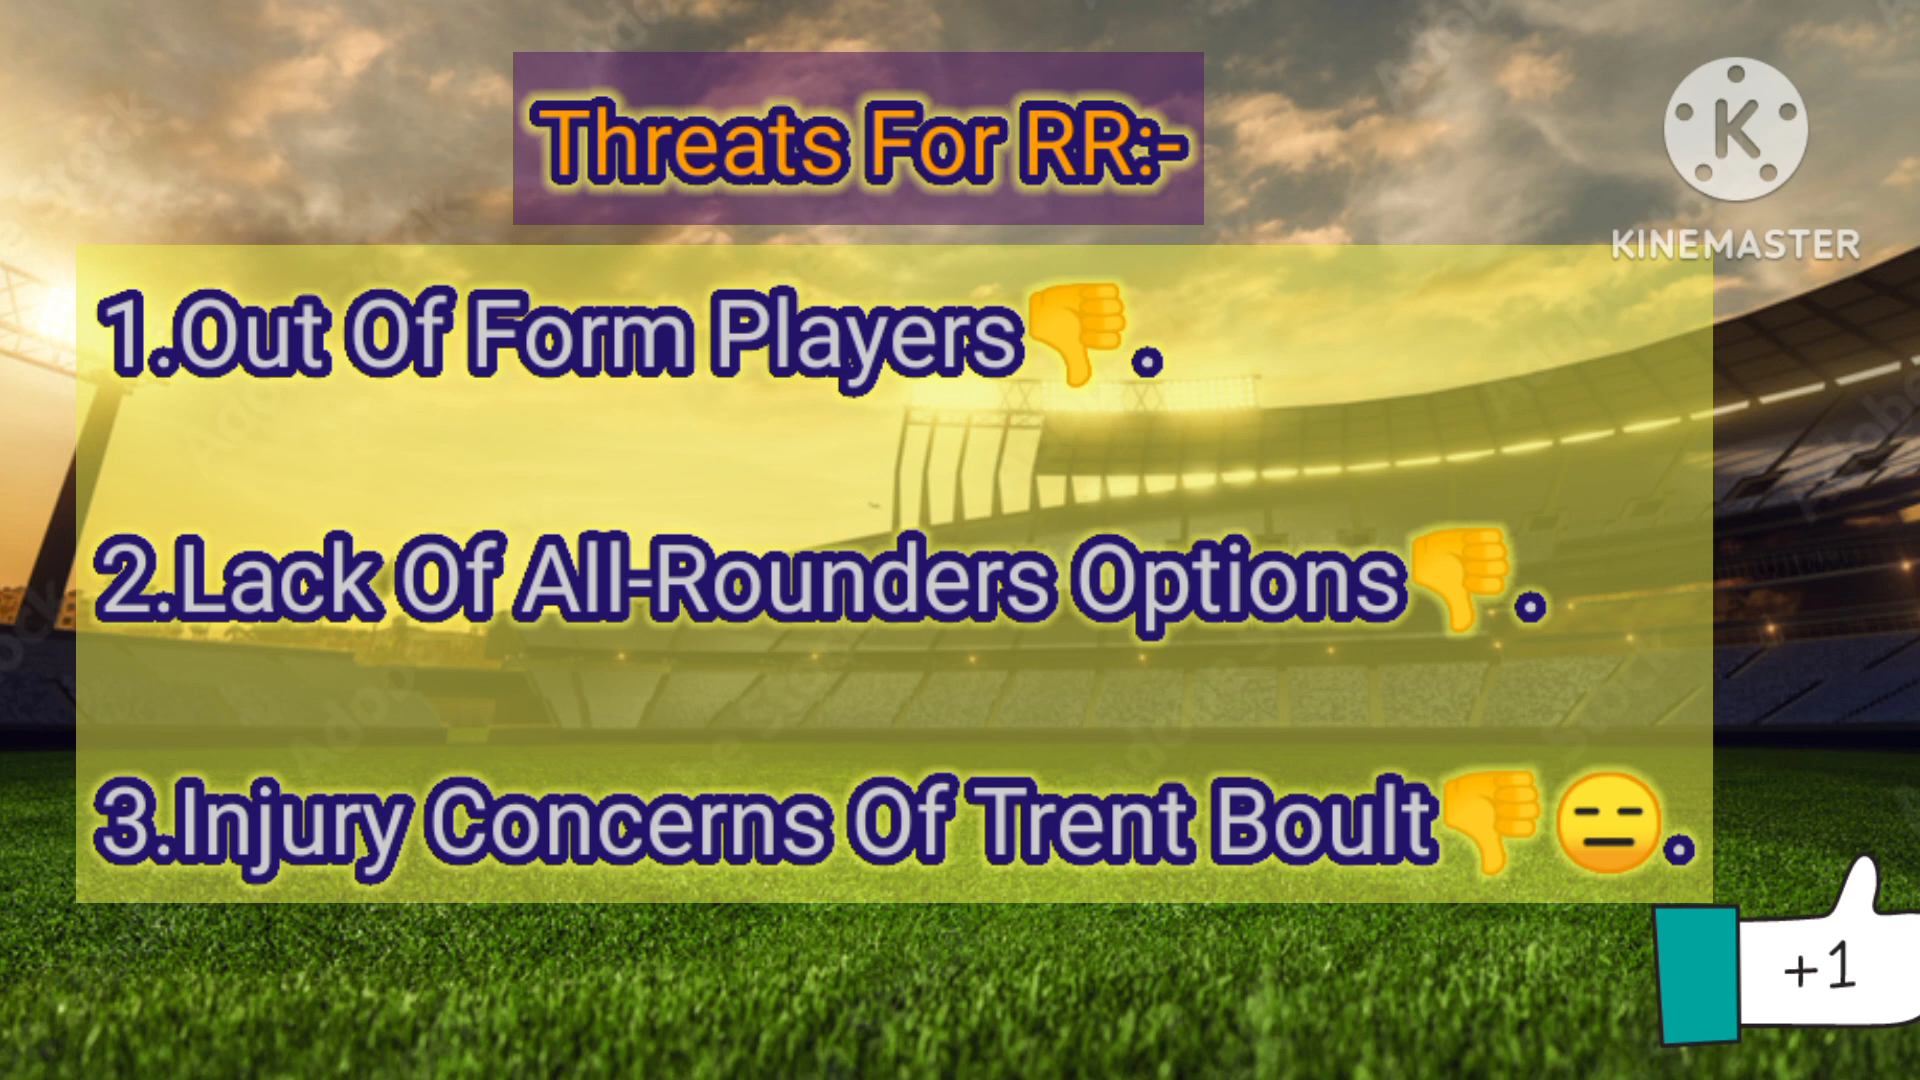 Threats For RR:-
K
KINEMASTER
1.Out Of Form Players👎.
2.Lack Of All-Rounders Options👎.
3.Injury Concerns Of Trent Boult👎😑.
+1